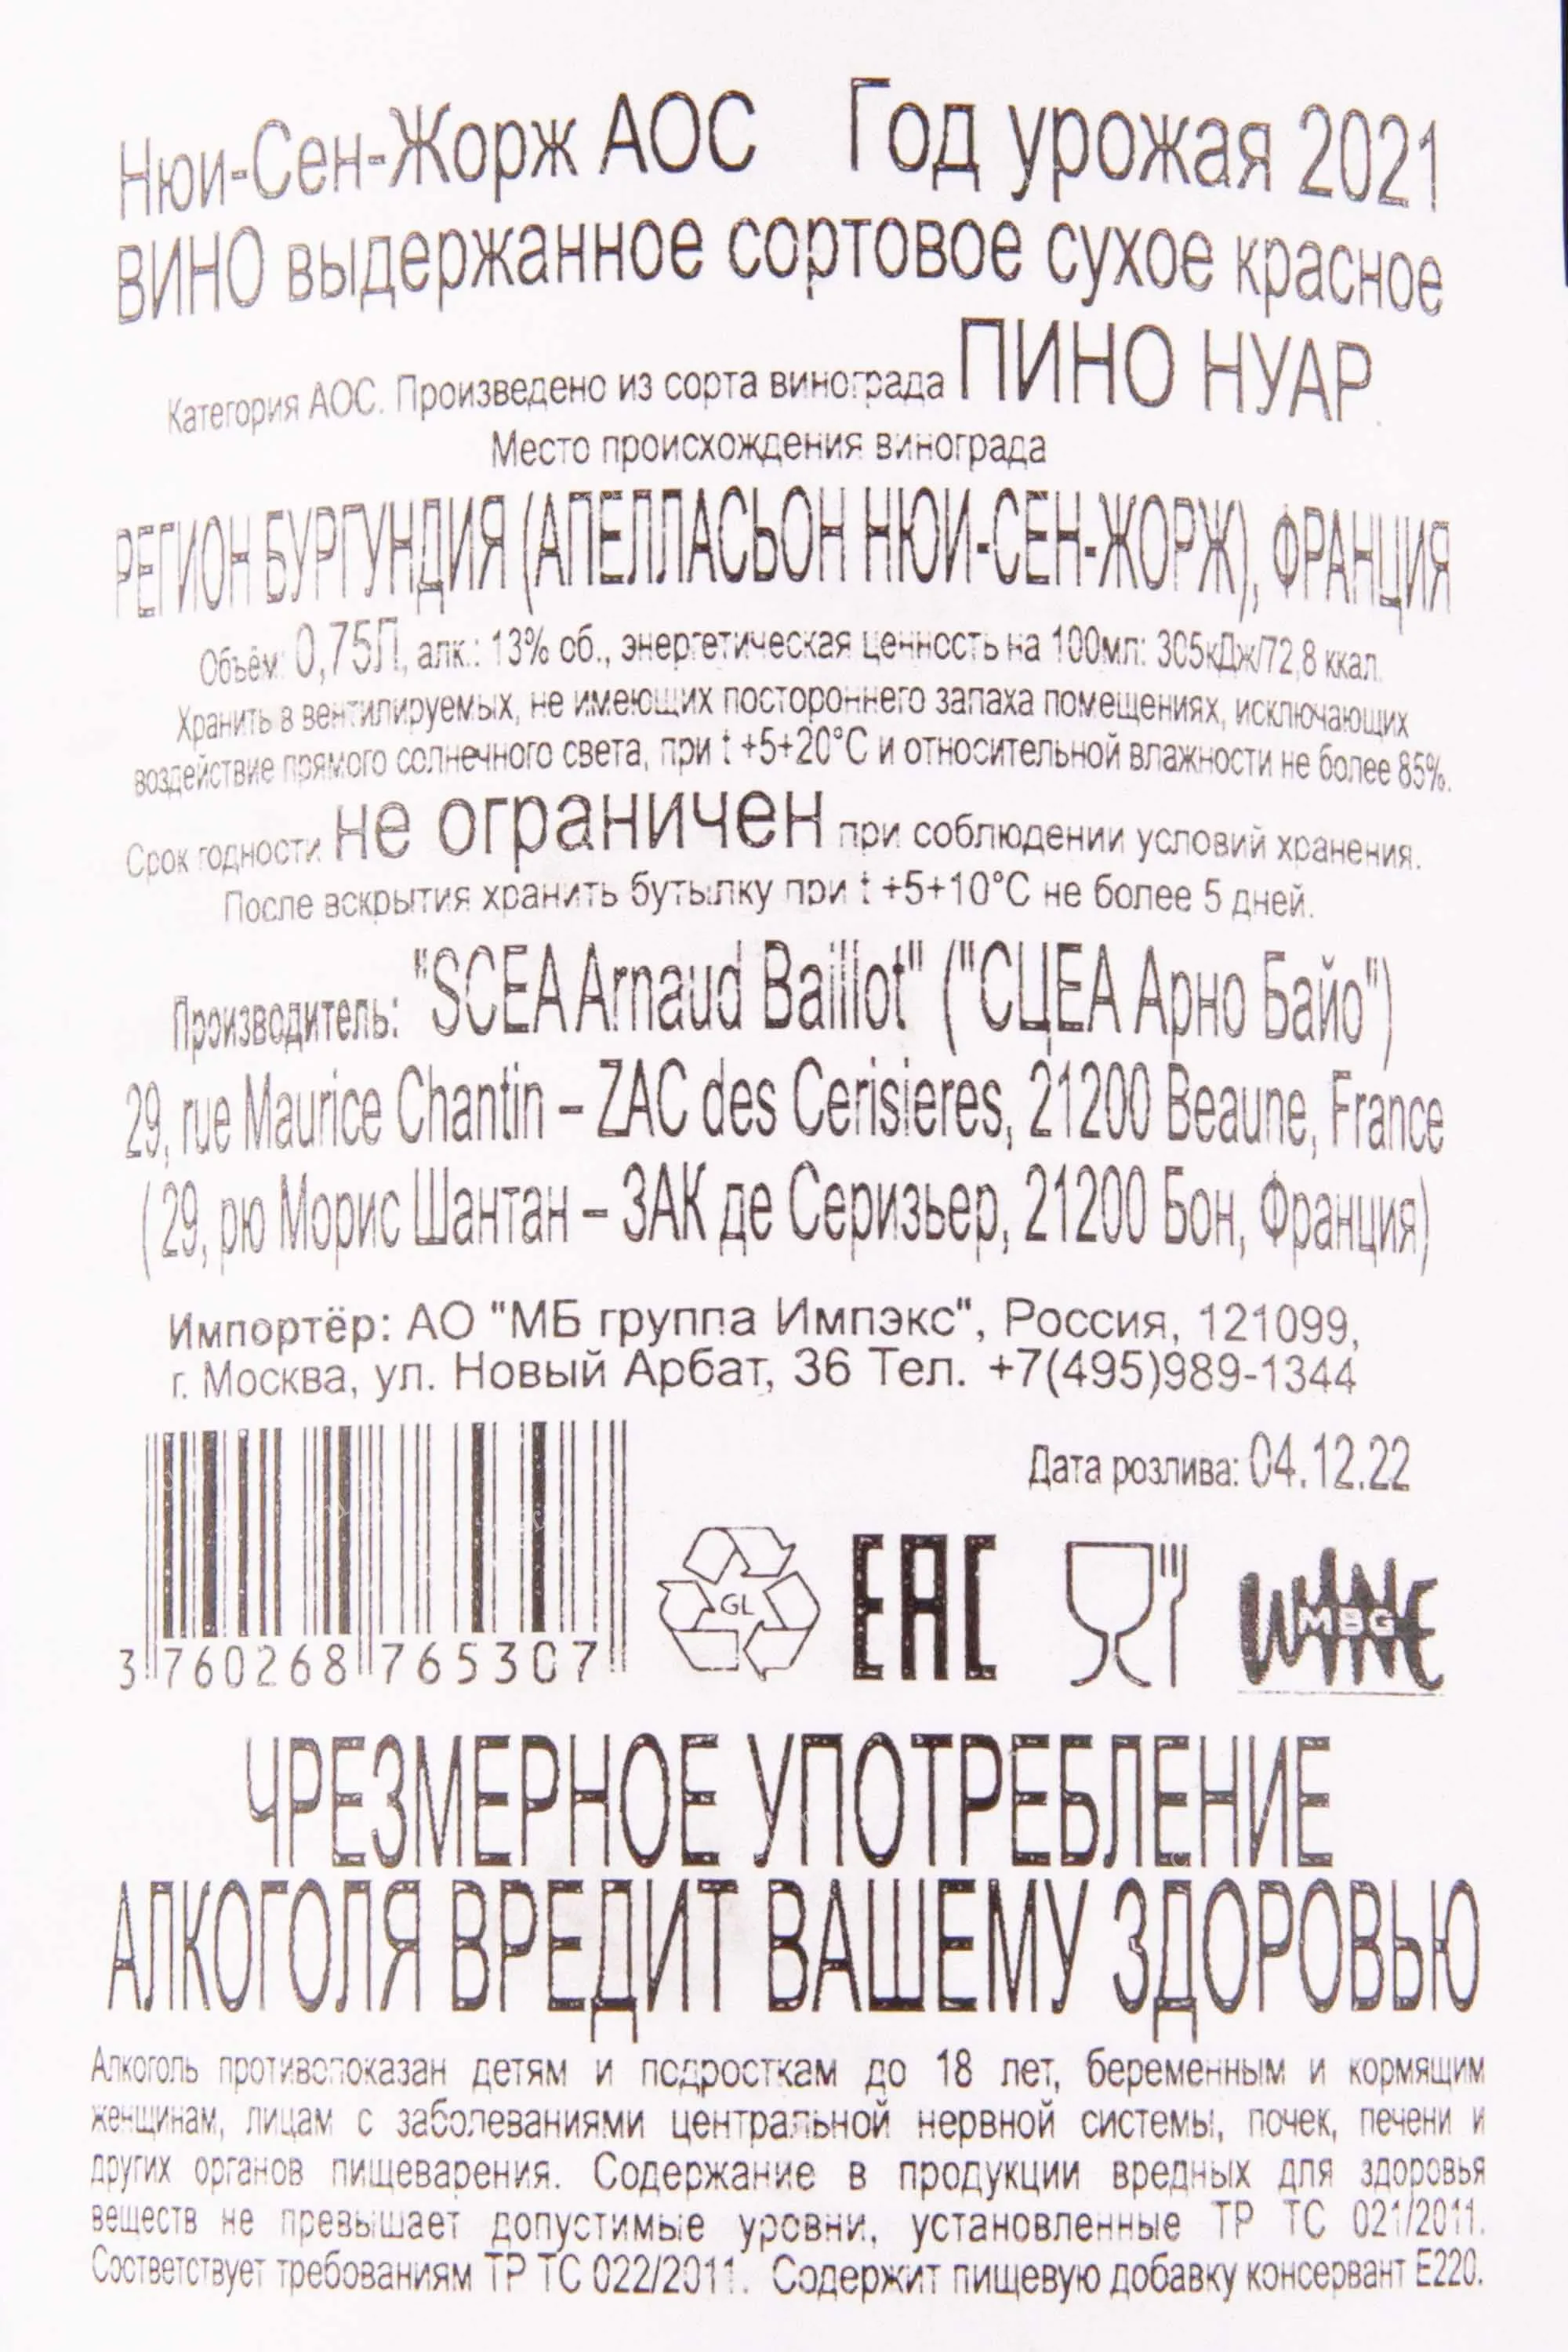 Нюи-Сен-Жорж АОС Год урожая 2021
ВИНО выдержанное сортовое сухое красное
Категория АОС. Произведено из сорта винограда ПИНО НУАР
Место происхождения винограда
РЕГИОН БУРГУНДИЯ (АПЕЛЛАСЬОН НЮИ-СЕН-ЖОРЖ), ФРАНЦИЯ
Объём: 0,75Л, алк.: 13% об., энергетическая ценность на 100мл: 305кДж/72,8 ккал.
Хранить в вентилируемых, не имеющих постороннего запаха помещениях, исключающих
воздействие прямого солнечного света, при t +5+20°С и относительной влажности не более 85%.
Срок годности не ограничен при соблюдении условий хранения.
После вскрытия хранить бутылку при t +5+10°С не более 5 дней.
Производитель: "SCEA Arnaud Baillot" ("СЦЕА Арно Байо")
29, rue Maurice Chantin – ZAC des Cerisieres, 21200 Beaune, France
( 29, рю Морис Шантан – ЗАК де Серизьер, 21200 Бон, Франция)
Импортёр: АО "МБ группа Импэкс", Россия, 121099,
г. Москва, ул. Новый Арбат, 36 Тел. +7(495)989-1344
Дата розлива: 04.12.22
GL
EAC
WINE
MBG
3 760268 765307
ЧРЕЗМЕРНОЕ УПОТРЕБЛЕНИЕ
АЛКОГОЛЯ ВРЕДИТ ВАШЕМУ ЗДОРОВЬЮ
Алкоголь противопоказан детям и подросткам до 18 лет, беременным и кормящим
женщинам, лицам с заболеваниями центральной нервной системы, почек, печени и
других органов пищеварения. Содержание в продукции вредных для здоровья
веществ не превышает допустимые уровни, установленные ТР ТС 021/2011.
Соответствует требованиям ТР ТС 022/2011. Содержит пищевую добавку консервант Е220.